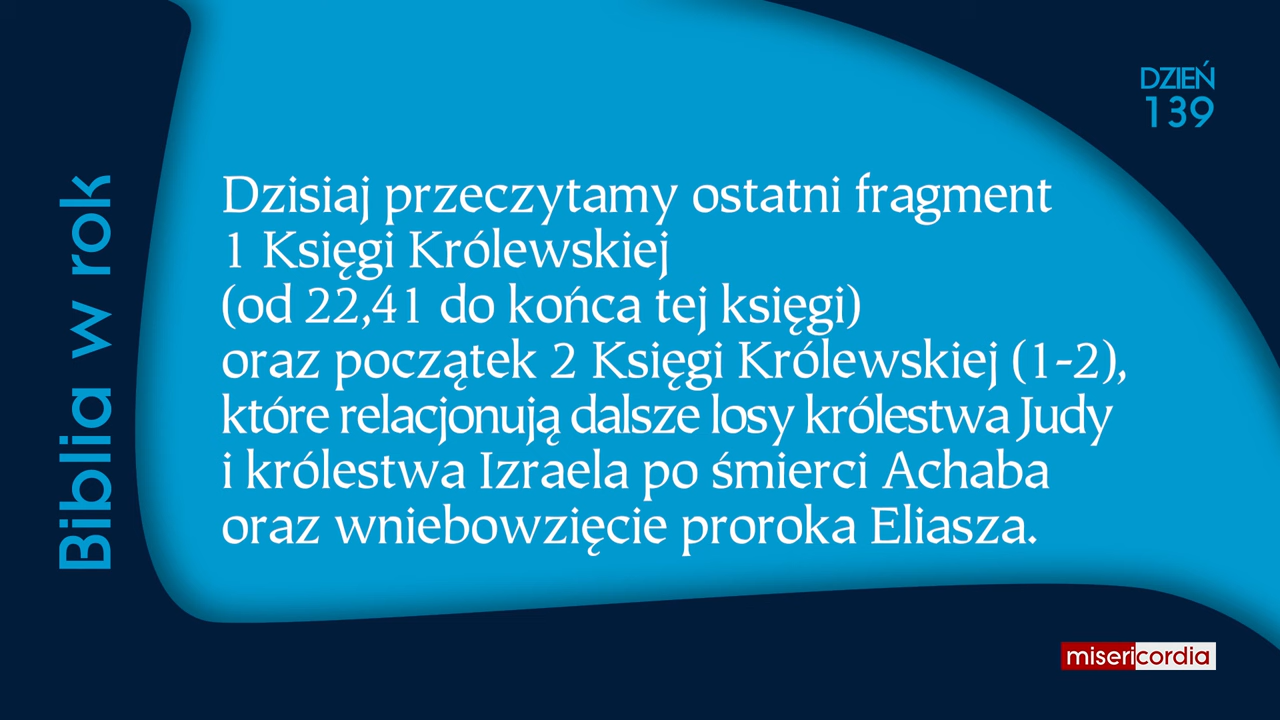 Biblia w rok
DZIEŃ
139
Dzisiaj przeczytamy ostatni fragment
1 Księgi Królewskiej
(od 22,41 do końca tej księgi)
oraz początek 2 Księgi Królewskiej (1-2),
które relacjonują dalsze losy królestwa Judy
i królestwa Izraela po śmierci Achaba
oraz wniebowzięcie proroka Eliasza.
misericordia